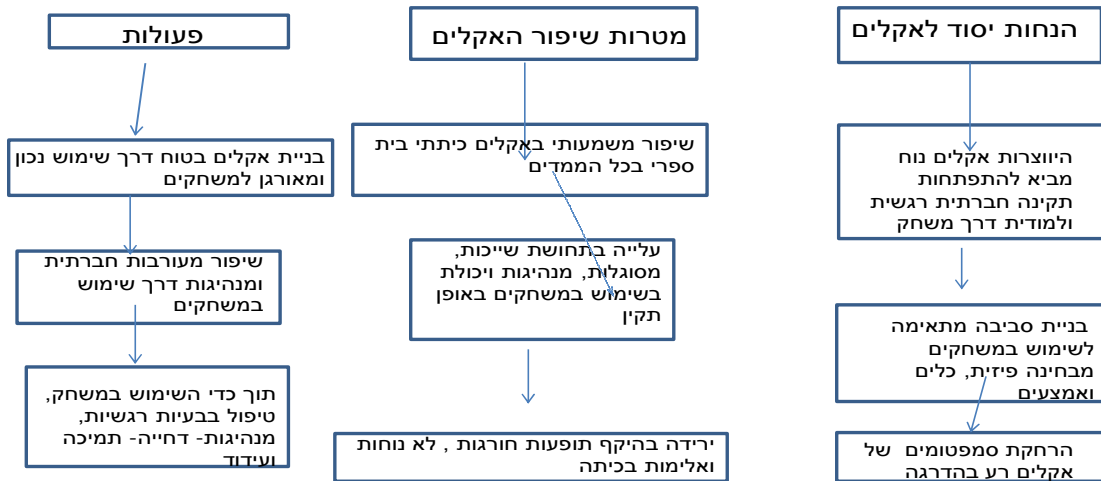 הנחות יסוד לאקלים
היווצרות אקלים נוח
מביא להתפתחות
תקינה חברתית רגשית
ולמודית דרך משחק
בניית סביבה מתאימה
לשימוש במשחקים
מבחינה פיזית, כלים
ואמצעים
הרחקת סמפטומים של
אקלים רע בהדרגה
מטרות שיפור האקלים
שיפור משמעותי באקלים כיתתי בית
ספרי בכל הממדים
עלייה בתחושת שייכות,
מסוגלות, מנהיגות ויכולת
בשימוש במשחקים באופן
תקין
ירידה בהיקף תופעות חורגות , לא נוחות
ואלימות בכיתה
פעולות
בניית אקלים בטוח דרך שימוש נכון
ומאורגן למשחקים
שיפור מעורבות חברתית
ומנהיגות דרך שימוש
במשחקים
תוך כדי השימוש במשחק,
טיפול בבעיות רגשיות,
מנהיגות- דחייה- תמיכה
ועידוד